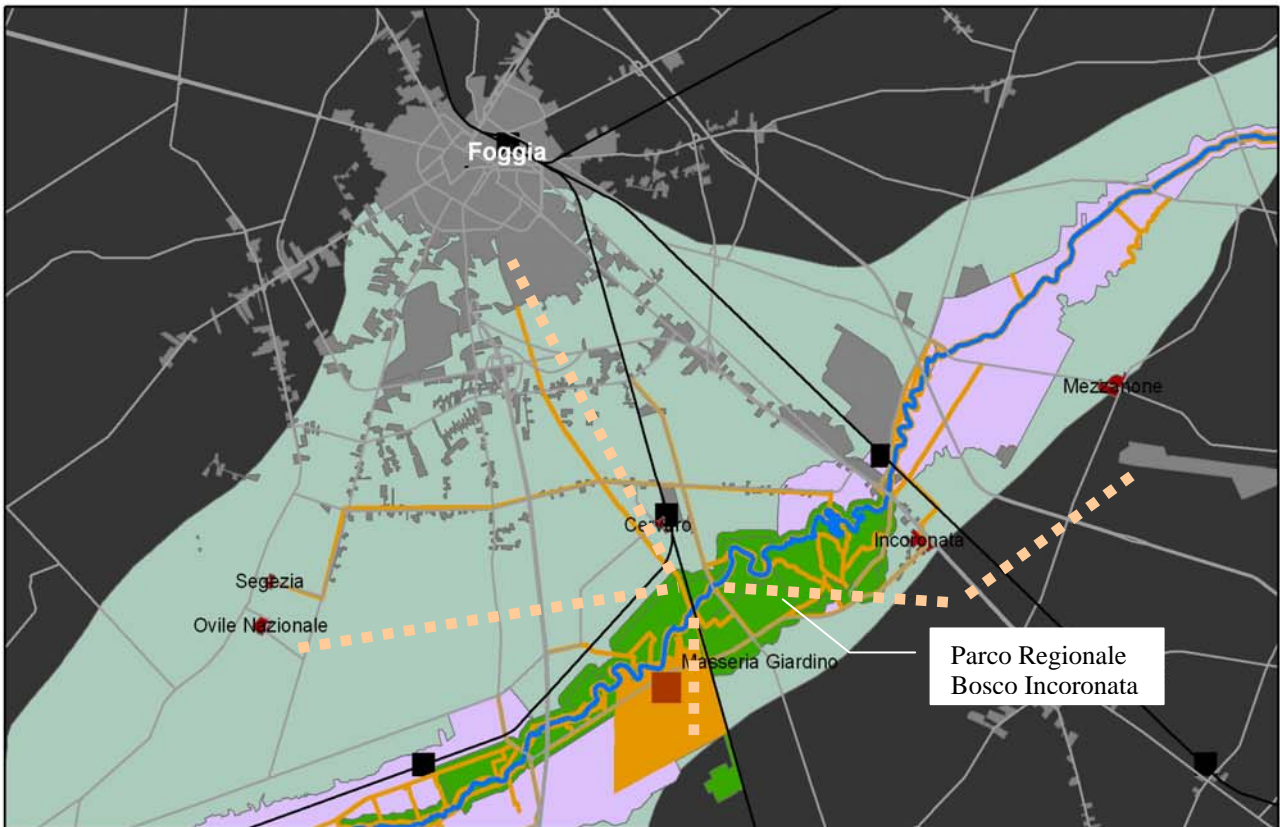 Foggia
Mezzanone
Cervaro
Incoronata
Segezia
Ovile Nazionale
Masseria Giardino
Parco Regionale
Bosco Incoronata